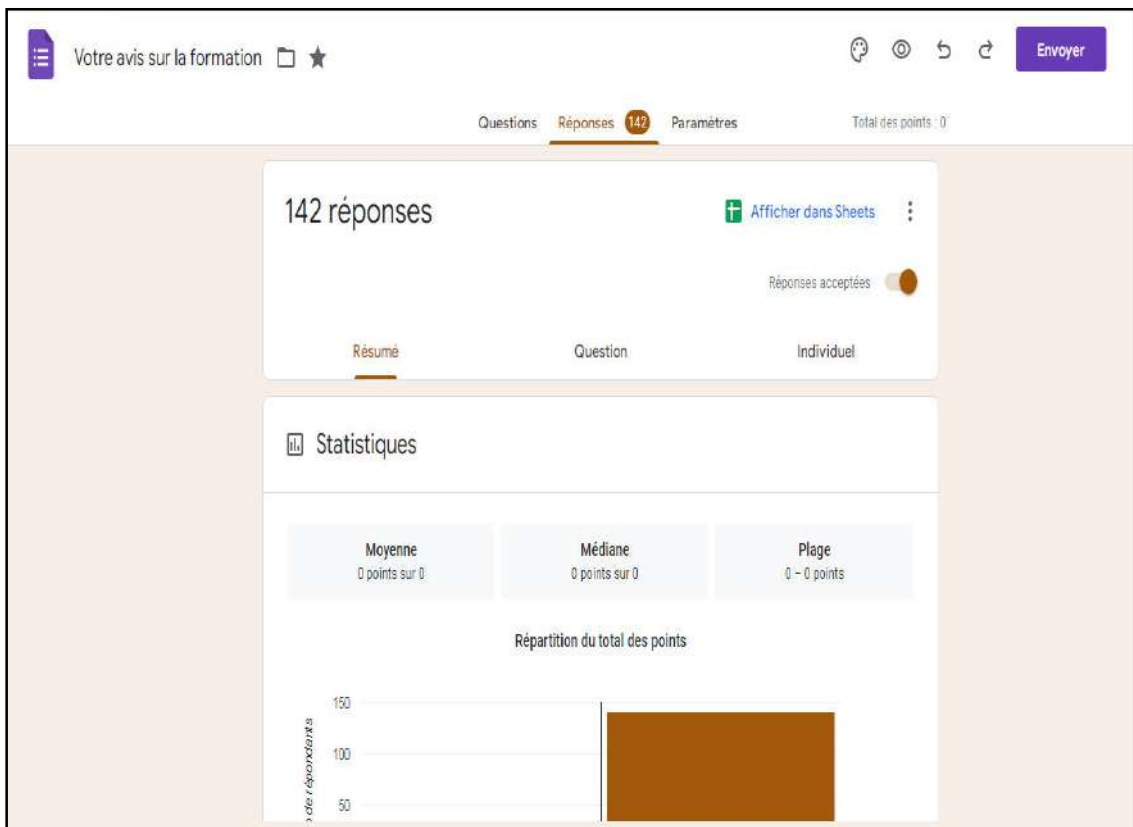 Votre avis sur la formation
Envoyer
Questions Réponses 142 Paramètres Total des points : 0
142 réponses
Afficher dans Sheets
Réponses acceptées
Résumé Question Individuel
Statistiques
Moyenne Médiane Plage
0 points sur 0 0 points sur 0 0 – 0 points
Répartition du total des points
150
100
50
de répondants